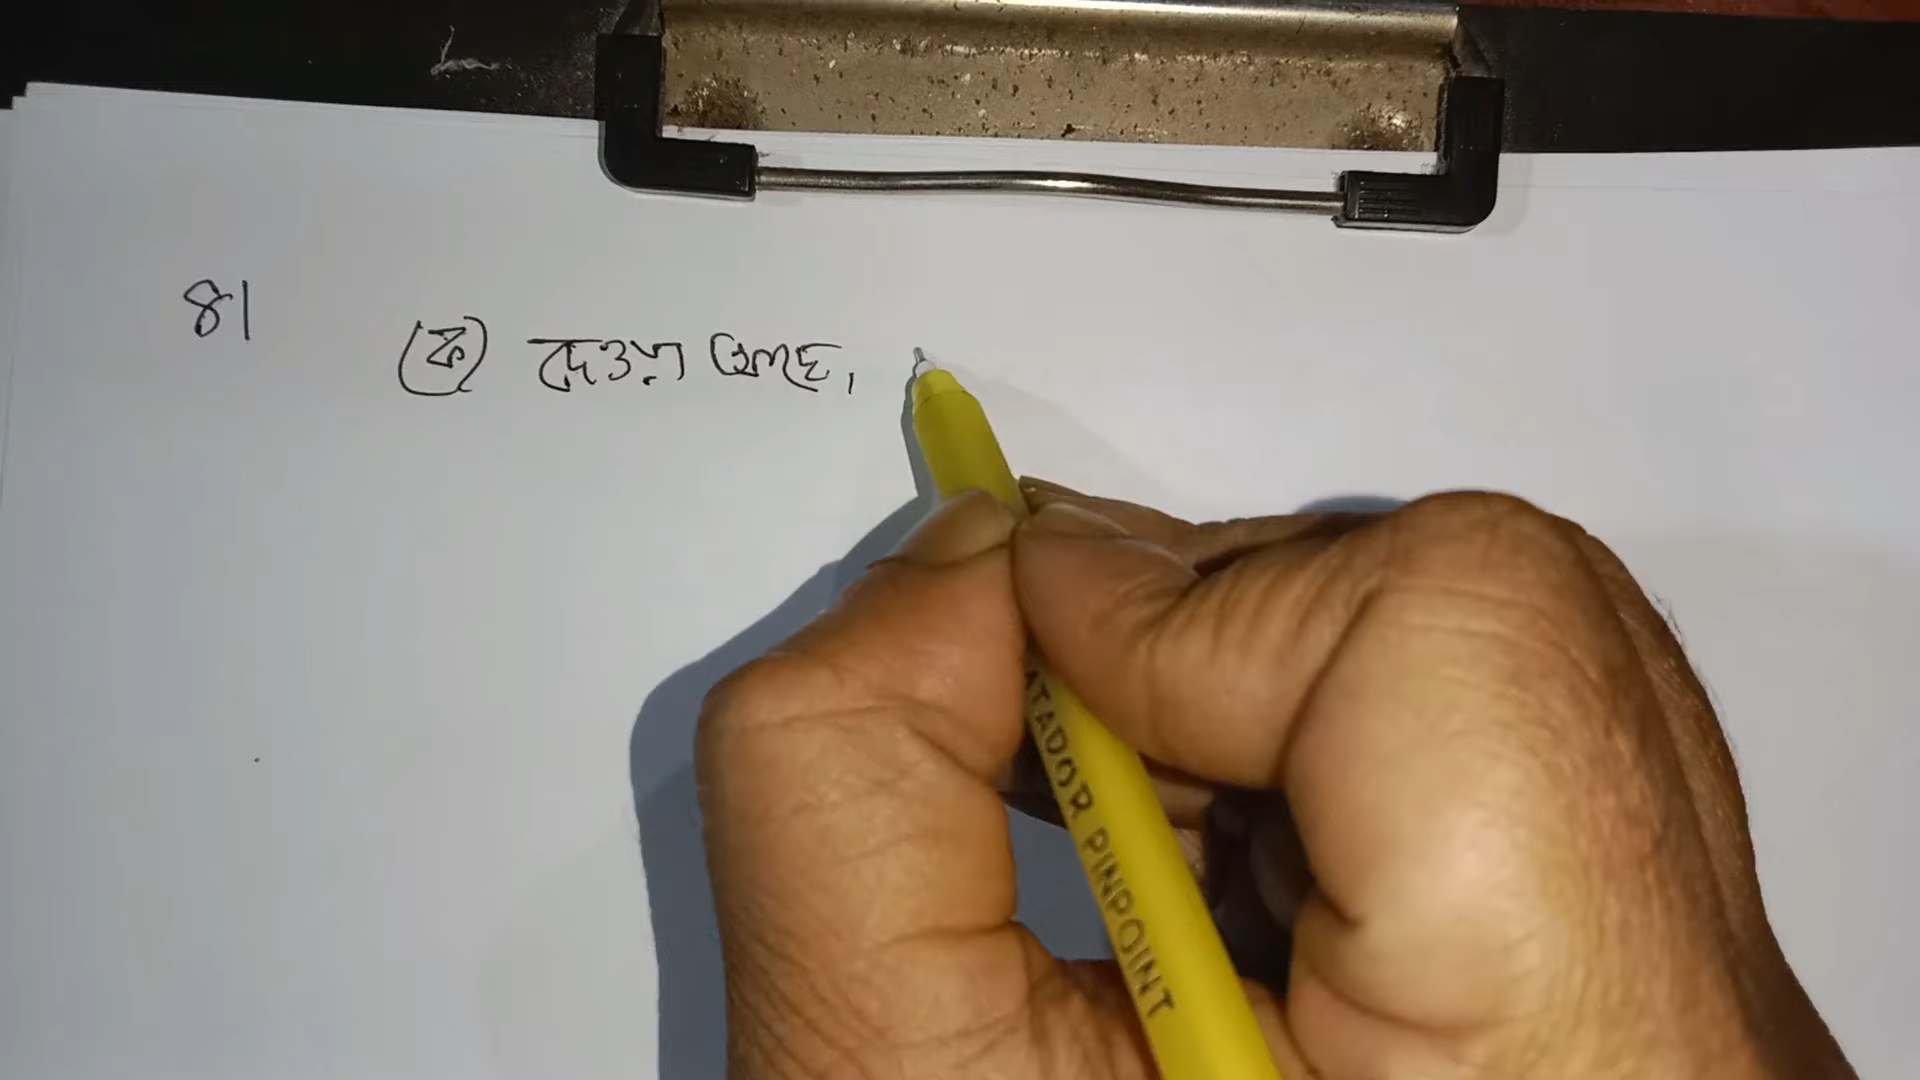 ৪। (ক) দেওয়া আছে,
MATADOR PINPOINT